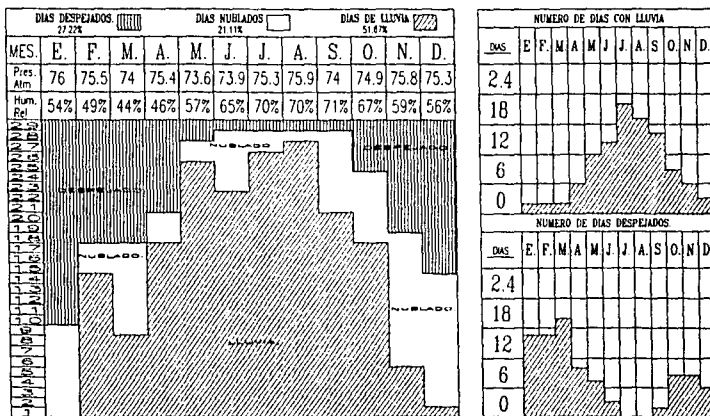 DIAS DESPEJADOS. DIAS NUBLADOS DIAS DE LLUVIA
27.22% 21.11% 51.67%
MES. E. F. M. A. M. J. J. A. S. O. N. D.
Pres. Atm 76 75.5 74 75.4 73.6 73.9 75.3 75.9 74 74.9 75.8 75.3
Hum. Rel 54% 49% 44% 46% 57% 65% 70% 70% 71% 67% 59% 56%
NUBLADO DESPEJADO
DESPEJADO
NUBLADO.
NUBLADO
LLUVIA.
NUMERO DE DIAS CON LLUVIA
DIAS E. F. M A M J. J. A. S O. N D.
2.4
18
12
6
0
NUMERO DE DIAS DESPEJADOS.
DIAS E. F. M A M. J. J. A. S. O. N D.
2.4
18
12
6
0